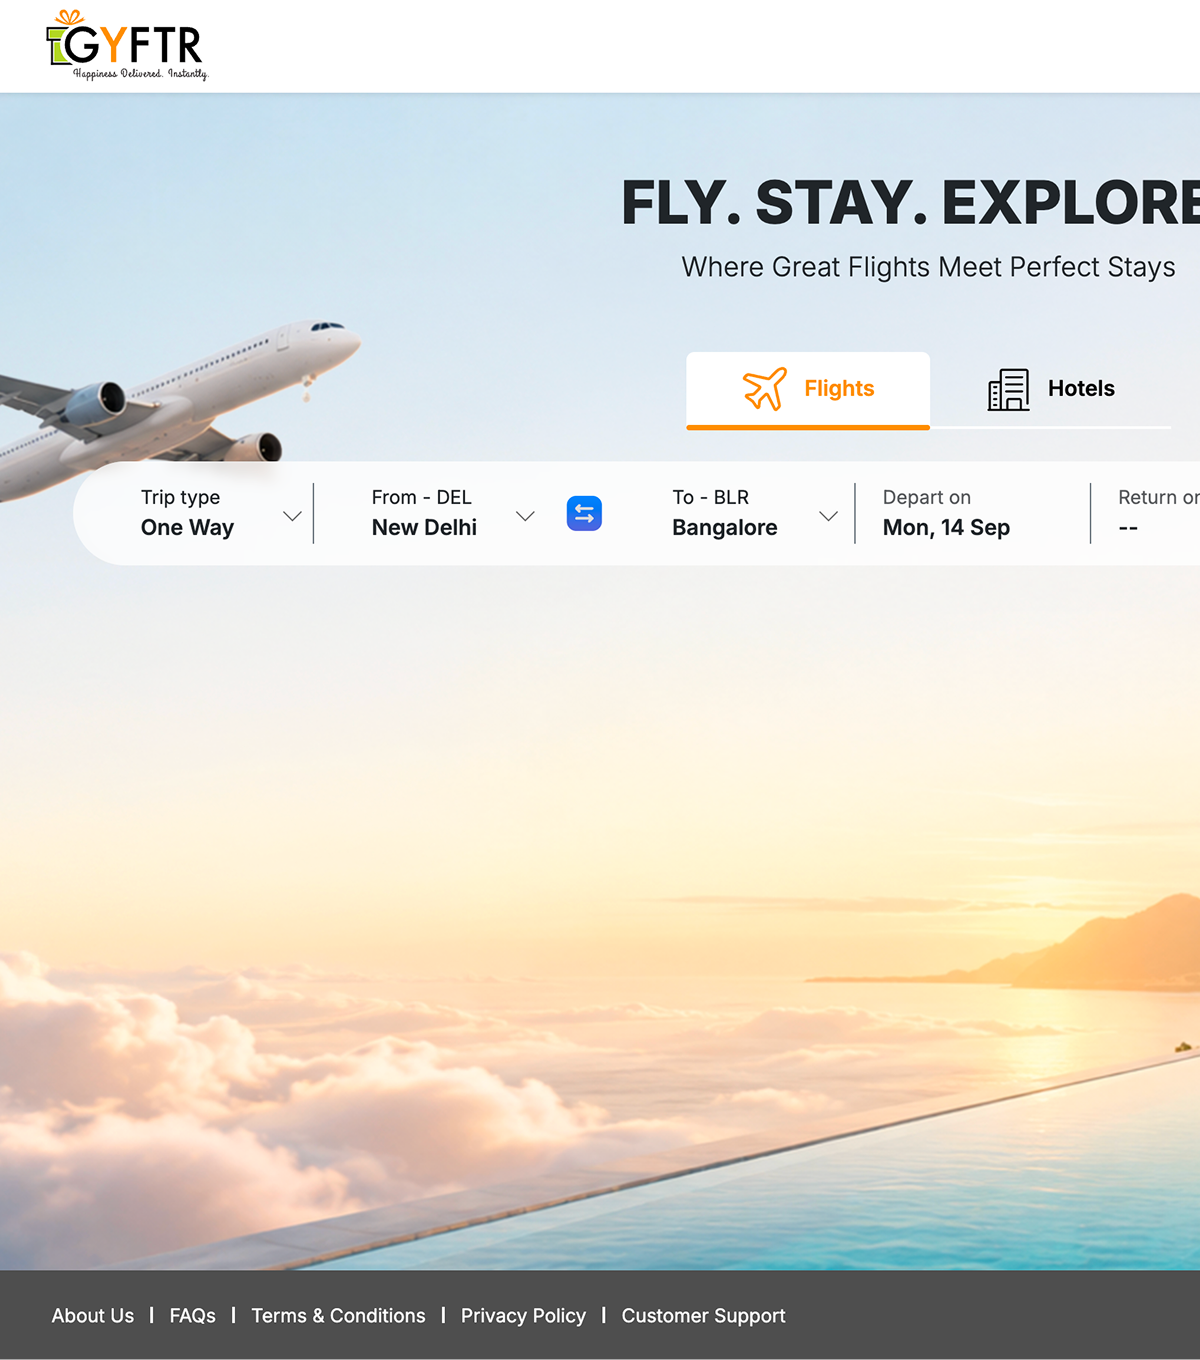 GYFTR
Happiness Delivered. Instantly.
FLY. STAY. EXPLORE
Where Great Flights Meet Perfect Stays
Flights
Hotels
Trip type
One Way
From - DEL
New Delhi
To - BLR
Bangalore
Depart on
Mon, 14 Sep
Return on
--
About Us | FAQs | Terms & Conditions | Privacy Policy | Customer Support